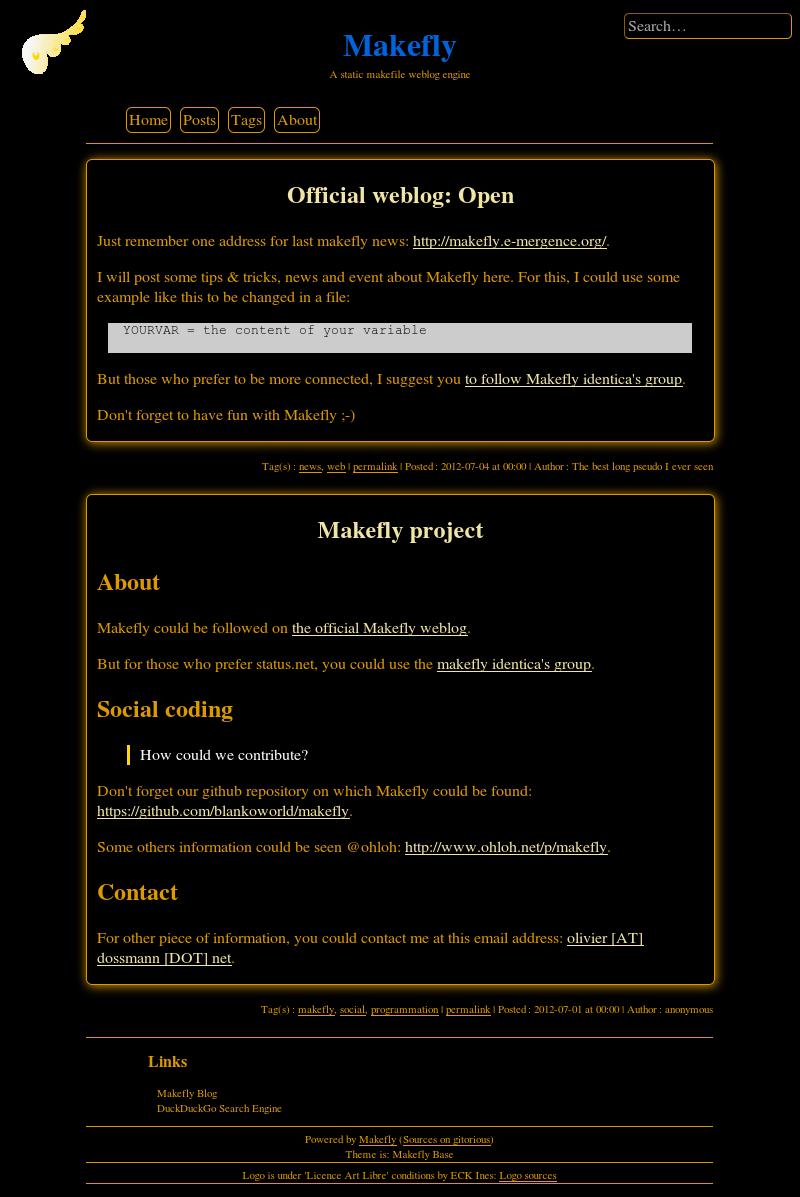 Search…
Makefly
A static makefile weblog engine
Home Posts Tags About
Official weblog: Open
Just remember one address for last makefly news: http://makefly.e-mergence.org/.
I will post some tips & tricks, news and event about Makefly here. For this, I could use some
example like this to be changed in a file:
YOURVAR = the content of your variable
But those who prefer to be more connected, I suggest you to follow Makefly identica's group.
Don't forget to have fun with Makefly ;-)
Tag(s) : news, web | permalink | Posted : 2012-07-04 at 00:00 | Author : The best long pseudo I ever seen
Makefly project
About
Makefly could be followed on the official Makefly weblog.
But for those who prefer status.net, you could use the makefly identica's group.
Social coding
How could we contribute?
Don't forget our github repository on which Makefly could be found:
https://github.com/blankoworld/makefly.
Some others information could be seen @ohloh: http://www.ohloh.net/p/makefly.
Contact
For other piece of information, you could contact me at this email address: olivier [AT]
dossmann [DOT] net.
Tag(s) : makefly, social, programmation | permalink | Posted : 2012-07-01 at 00:00 | Author : anonymous
Links
Makefly Blog
DuckDuckGo Search Engine
Powered by Makefly (Sources on gitorious)
Theme is: Makefly Base
Logo is under 'Licence Art Libre' conditions by ECK Ines: Logo sources